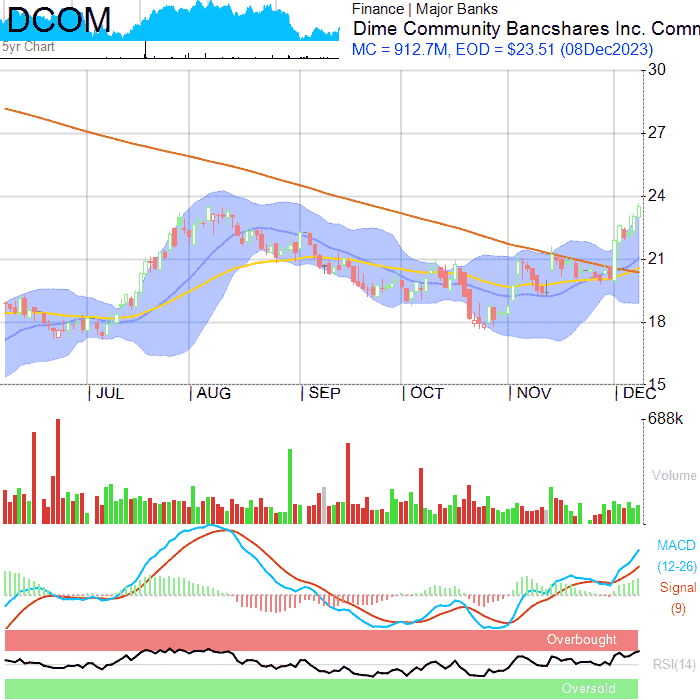 DCOM
5yr Chart
Finance | Major Banks
Dime Community Bancshares Inc. Comm
MC = 912.7M, EOD = $23.51 (08Dec2023)
30
27
24
21
18
15
JUL AUG SEP OCT NOV DEC
688k
Volume
MACD
(12-26)
Signal
(9)
Overbought
RSI(14)
Oversold